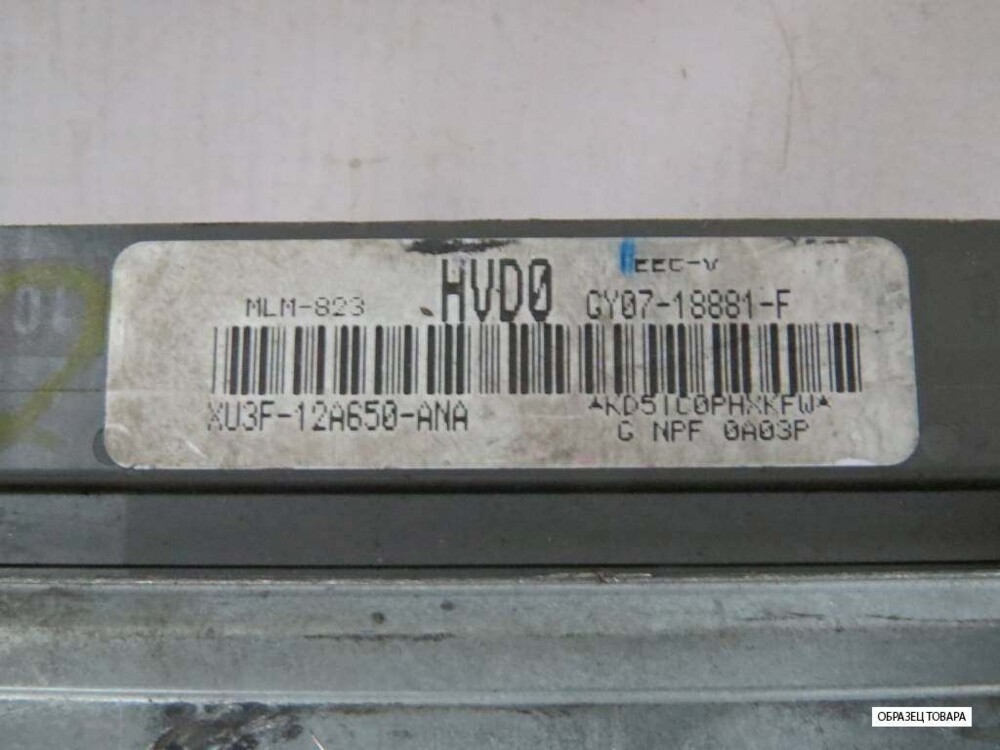 EEC-V
MLM-823 HVD0 GY07-18881-F
XU3F-12A650-ANA *KD51C0PHXKFW*
G NPF 0A03P
ОБРАЗЕЦ ТОВАРА